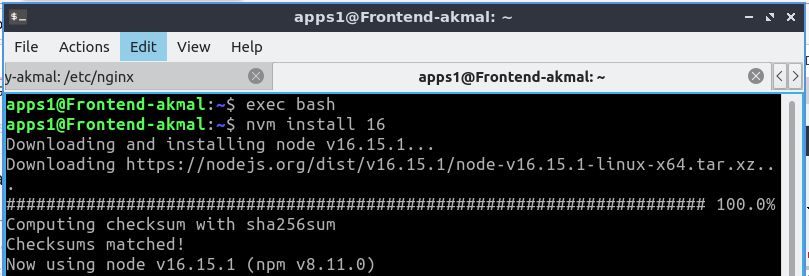 apps1@Frontend-akmal: ~
File Actions Edit View Help
y-akmal: /etc/nginx
apps1@Frontend-akmal: ~
apps1@Frontend-akmal:~$ exec bash
apps1@Frontend-akmal:~$ nvm install 16
Downloading and installing node v16.15.1...
Downloading https://nodejs.org/dist/v16.15.1/node-v16.15.1-linux-x64.tar.xz..
.
###################################################################### 100.0%
Computing checksum with sha256sum
Checksums matched!
Now using node v16.15.1 (npm v8.11.0)